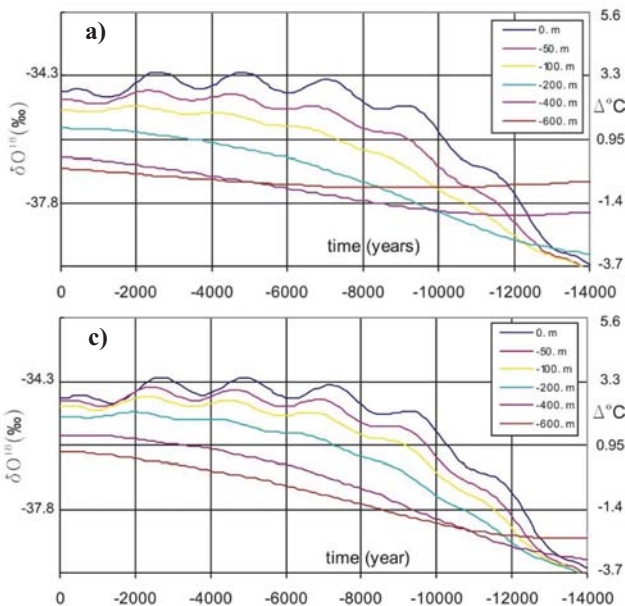 a)
5.6
-34.3
3.3
0. m
-50. m
-100. m
-200. m
-400. m
-600. m
Δ°C
δO¹⁸(‰)
0.95
-37.8
-1.4
time (years)
-3.7
0 -2000 -4000 -6000 -8000 -10000 -12000 -14000
c)
5.6
-34.3
3.3
0. m
-50. m
-100. m
-200. m
-400. m
-600. m
Δ°C
δO¹⁸(‰)
0.95
-37.8
-1.4
time (year)
-3.7
0 -2000 -4000 -6000 -8000 -10000 -12000 -14000